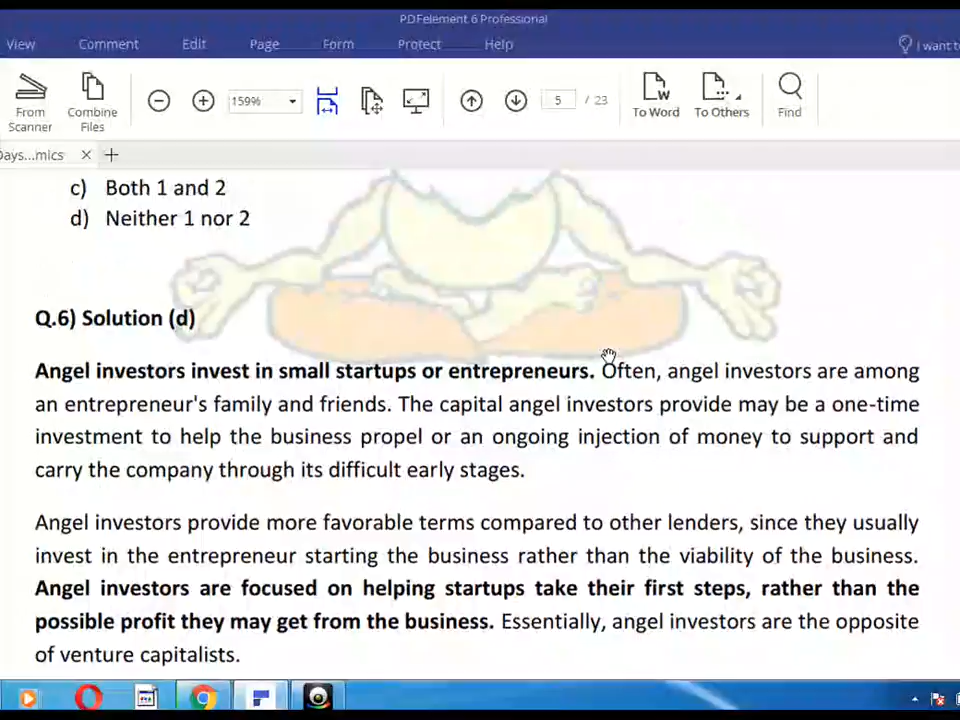 PDFelement 6 Professional
View Comment Edit Page Form Protect Help I want to
From Scanner
Combine Files
159%
5 / 23
To Word
To Others
Find
Days...mics
c) Both 1 and 2
d) Neither 1 nor 2
Q.6) Solution (d)
Angel investors invest in small startups or entrepreneurs. Often, angel investors are among
an entrepreneur's family and friends. The capital angel investors provide may be a one-time
investment to help the business propel or an ongoing injection of money to support and
carry the company through its difficult early stages.
Angel investors provide more favorable terms compared to other lenders, since they usually
invest in the entrepreneur starting the business rather than the viability of the business.
Angel investors are focused on helping startups take their first steps, rather than the
possible profit they may get from the business. Essentially, angel investors are the opposite
of venture capitalists.